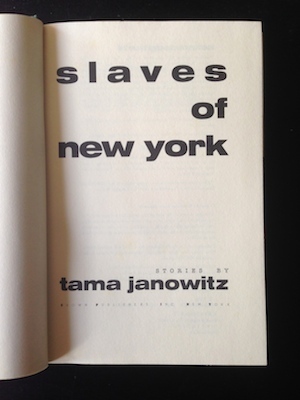 slaves
of
new york
STORIES BY
tama janowitz